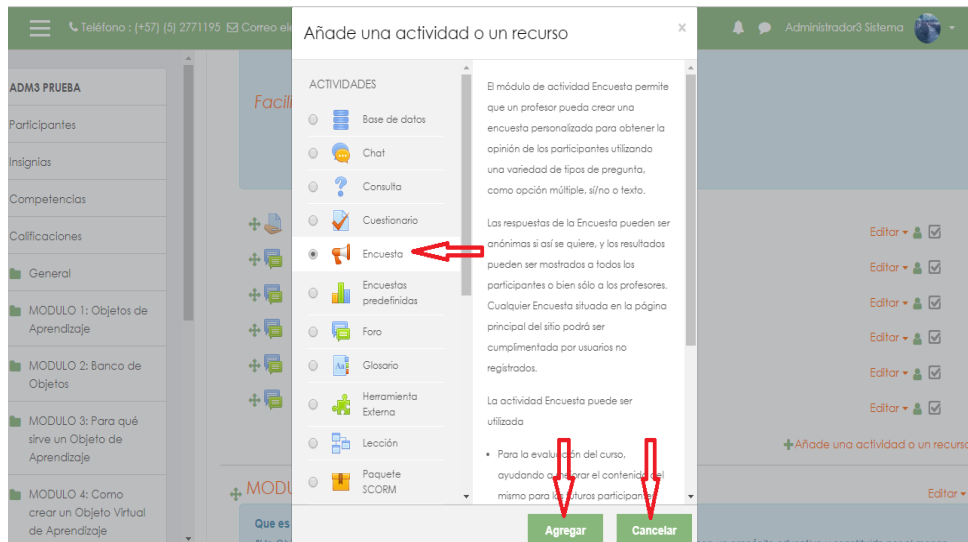 Teléfono : (+57) (5) 2771195 Correo ele
Administrador3 Sistema
ADM3 PRUEBA
Participantes
Insignias
Competencias
Calificaciones
General
MODULO 1: Objetos de
Aprendizaje
MODULO 2: Banco de
Objetos
MODULO 3: Para qué
sirve un Objeto de
Aprendizaje
MODULO 4: Como
crear un Objeto Virtual
de Aprendizaje
Facili
Añade una actividad o un recurso
×
ACTIVIDADES
Base de datos
Chat
Consulta
Cuestionario
Encuesta
Encuestas
predefinidas
Foro
Glosario
Herramienta
Externa
Lección
Paquete
SCORM
El módulo de actividad Encuesta permite
que un profesor pueda crear una
encuesta personalizada para obtener la
opinión de los participantes utilizando
una variedad de tipos de pregunta,
como opción múltiple, sí/no o texto.
Las respuestas de la Encuesta pueden ser
anónimas si así se quiere, y los resultados
pueden ser mostrados a todos los
participantes o bien sólo a los profesores.
Cualquier Encuesta situada en la página
principal del sitio podrá ser
cumplimentada por usuarios no
registrados.
La actividad Encuesta puede ser
utilizada
• Para la evaluación del curso,
ayudando a mejorar el contenido del
mismo para los futuros participantes
Agregar
Cancelar
Editar
Editar
Editar
Editar
Editar
Editar
Añade una actividad o un recurso
MODU
Editar
Que es